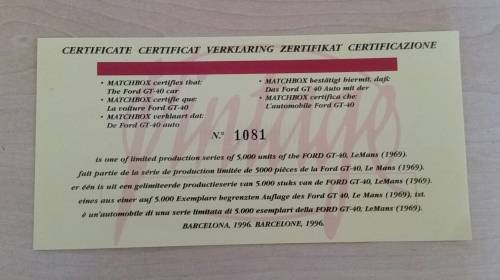 CERTIFICATE CERTIFICAT VERKLARING ZERTIFIKAT CERTIFICAZIONE
• MATCHBOX certifies that:
The Ford GT-40 car
• MATCHBOX certifie que:
La voiture Ford GT-40
• MATCHBOX verklaart dat:
De Ford GT-40 auto
• MATCHBOX bestätigt hiermit, daß:
Das Ford GT-40 Auto mit der
• MATCHBOX certifica che:
L'automobile Ford GT-40
Vintage
N.º 1081
is one of limited production series of 5.000 units of the FORD GT-40, LeMans (1969).
fait partie de la série de production limitée de 5000 pièces de la Ford GT-40, Le Mans (1969).
er één is uit een gelimiteerde productieserie van 5.000 stuks van de FORD GT-40, LeMans (1969).
eines aus einer auf 5.000 Exemplare begrenzten Auflage des Ford GT 40, Le Mans (1969), ist.
è un'automobile di una serie limitata di 5.000 esemplari della FORD GT-40, LeMans (1969).
BARCELONA, 1996. BARCELONE, 1996.